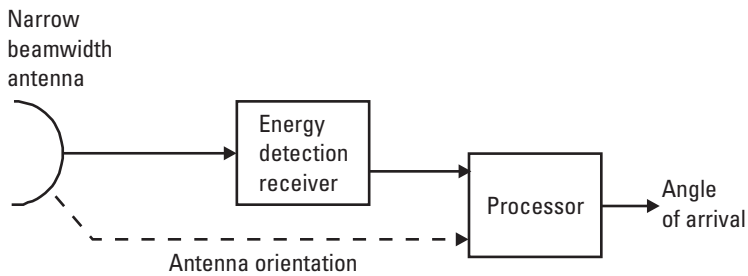 Narrow
beamwidth
antenna
Energy
detection
receiver
Processor
Angle
of arrival
Antenna orientation